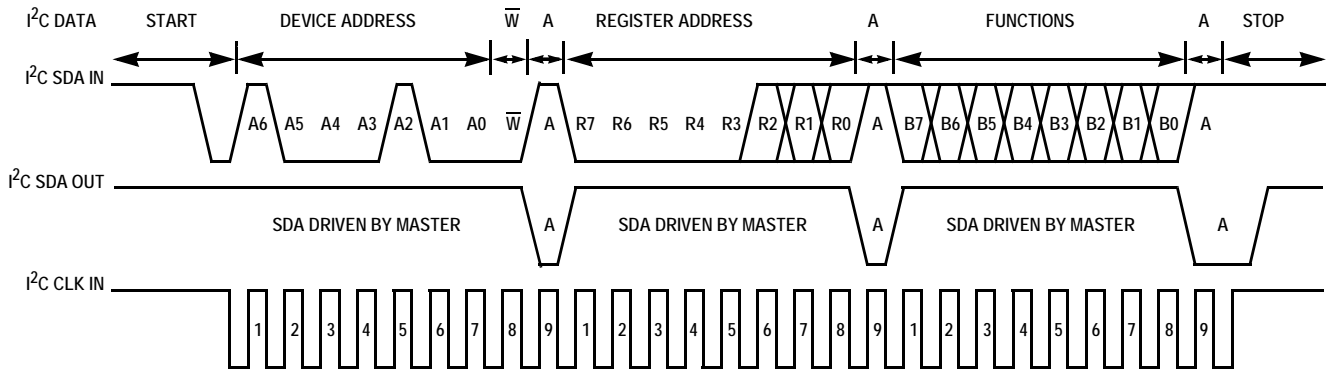 I²C DATA START DEVICE ADDRESS W̅ A REGISTER ADDRESS A FUNCTIONS A STOP
I²C SDA IN
A6 A5 A4 A3 A2 A1 A0 W̅ A R7 R6 R5 R4 R3 R2 R1 R0 A B7 B6 B5 B4 B3 B2 B1 B0 A
I²C SDA OUT
SDA DRIVEN BY MASTER A SDA DRIVEN BY MASTER A SDA DRIVEN BY MASTER A
I²C CLK IN
1 2 3 4 5 6 7 8 9 1 2 3 4 5 6 7 8 9 1 2 3 4 5 6 7 8 9